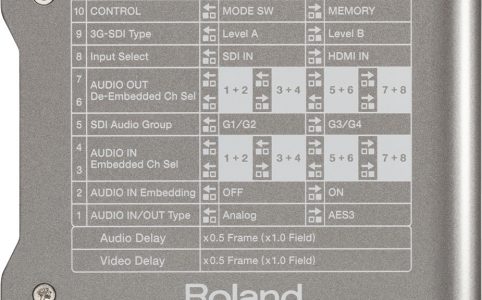 10 CONTROL MODE SW MEMORY
9 3G-SDI Type Level A Level B
8 Input Select SDI IN HDMI IN
7 AUDIO OUT
6 De-Embedded Ch Sel 1+2 3+4 5+6 7+8
5 SDI Audio Group G1/G2 G3/G4
4 AUDIO IN
3 Embedded Ch Sel 1+2 3+4 5+6 7+8
2 AUDIO IN Embedding OFF ON
1 AUDIO IN/OUT Type Analog AES3
Audio Delay x0.5 Frame (x1.0 Field)
Video Delay x0.5 Frame (x1.0 Field)
Roland